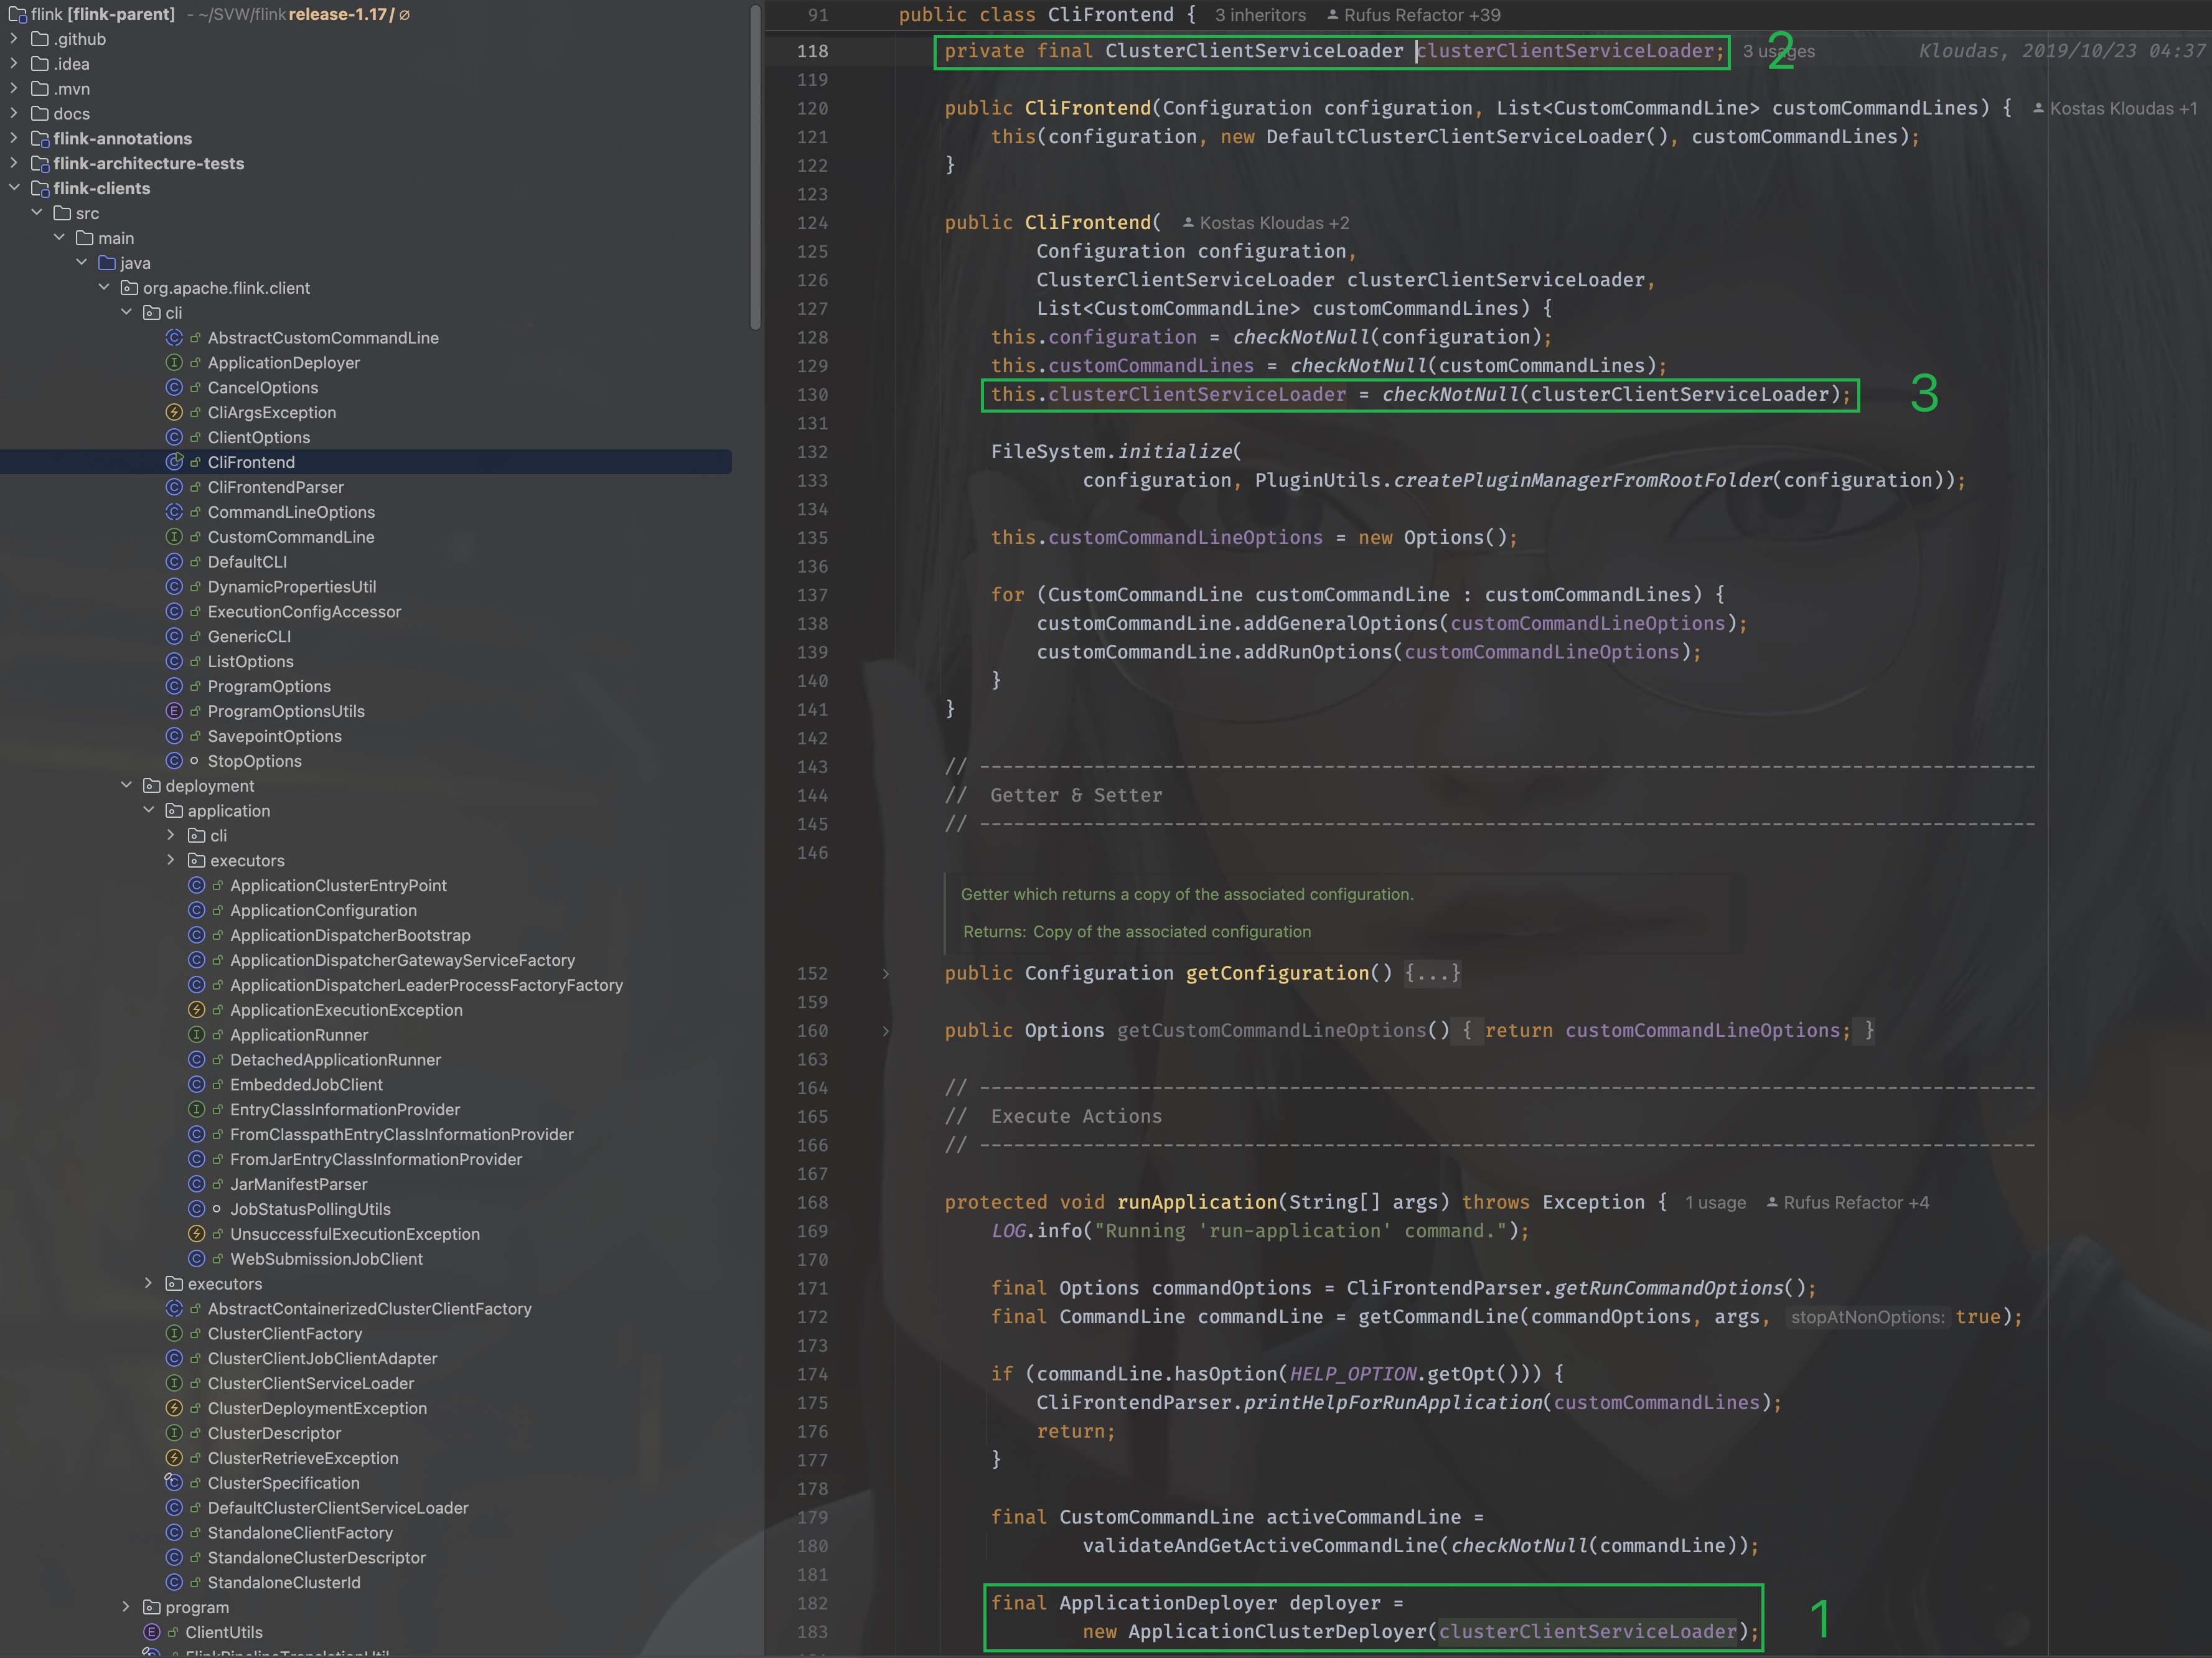 flink [flink-parent] - ~/SVW/flink release-1.17 / ∅
.github
.idea
.mvn
docs
flink-annotations
flink-architecture-tests
flink-clients
src
main
java
org.apache.flink.client
cli
AbstractCustomCommandLine
ApplicationDeployer
CancelOptions
CliArgsException
ClientOptions
CliFrontend
CliFrontendParser
CommandLineOptions
CustomCommandLine
DefaultCLI
DynamicPropertiesUtil
ExecutionConfigAccessor
GenericCLI
ListOptions
ProgramOptions
ProgramOptionsUtils
SavepointOptions
StopOptions
deployment
application
cli
executors
ApplicationClusterEntryPoint
ApplicationConfiguration
ApplicationDispatcherBootstrap
ApplicationDispatcherGatewayServiceFactory
ApplicationDispatcherLeaderProcessFactoryFactory
ApplicationExecutionException
ApplicationRunner
DetachedApplicationRunner
EmbeddedJobClient
EntryClassInformationProvider
FromClasspathEntryClassInformationProvider
FromJarEntryClassInformationProvider
JarManifestParser
JobStatusPollingUtils
UnsuccessfulExecutionException
WebSubmissionJobClient
executors
AbstractContainerizedClusterClientFactory
ClusterClientFactory
ClusterClientJobClientAdapter
ClusterClientServiceLoader
ClusterDeploymentException
ClusterDescriptor
ClusterRetrieveException
ClusterSpecification
DefaultClusterClientServiceLoader
StandaloneClientFactory
StandaloneClusterDescriptor
StandaloneClusterId
program
ClientUtils
91 public class CliFrontend { 3 inheritors Rufus Refactor +39
118 private final ClusterClientServiceLoader clusterClientServiceLoader; 3 usages 2 Kloudas, 2019/10/23 04:37
119
120 public CliFrontend(Configuration configuration, List<CustomCommandLine> customCommandLines) { Kostas Kloudas +1
121 this(configuration, new DefaultClusterClientServiceLoader(), customCommandLines);
122 }
123
124 public CliFrontend( Kostas Kloudas +2
125 Configuration configuration,
126 ClusterClientServiceLoader clusterClientServiceLoader,
127 List<CustomCommandLine> customCommandLines) {
128 this.configuration = checkNotNull(configuration);
129 this.customCommandLines = checkNotNull(customCommandLines);
130 this.clusterClientServiceLoader = checkNotNull(clusterClientServiceLoader); 3
131
132 FileSystem.initialize(
133 configuration, PluginUtils.createPluginManagerFromRootFolder(configuration));
134
135 this.customCommandLineOptions = new Options();
136
137 for (CustomCommandLine customCommandLine : customCommandLines) {
138 customCommandLine.addGeneralOptions(customCommandLineOptions);
139 customCommandLine.addRunOptions(customCommandLineOptions);
140 }
141 }
142
143 // --------------------------------------------------------------------------------------------
144 // Getter & Setter
145 // --------------------------------------------------------------------------------------------
146
Getter which returns a copy of the associated configuration.
Returns: Copy of the associated configuration
152 public Configuration getConfiguration() {...}
159
160 public Options getCustomCommandLineOptions() { return customCommandLineOptions; }
163
164 // --------------------------------------------------------------------------------------------
165 // Execute Actions
166 // --------------------------------------------------------------------------------------------
167
168 protected void runApplication(String[] args) throws Exception { 1 usage Rufus Refactor +4
169 LOG.info("Running 'run-application' command.");
170
171 final Options commandOptions = CliFrontendParser.getRunCommandOptions();
172 final CommandLine commandLine = getCommandLine(commandOptions, args, stopAtNonOptions: true);
173
174 if (commandLine.hasOption(HELP_OPTION.getOpt())) {
175 CliFrontendParser.printHelpForRunApplication(customCommandLines);
176 return;
177 }
178
179 final CustomCommandLine activeCommandLine =
180 validateAndGetActiveCommandLine(checkNotNull(commandLine));
181
182 final ApplicationDeployer deployer =
183 new ApplicationClusterDeployer(clusterClientServiceLoader); 1